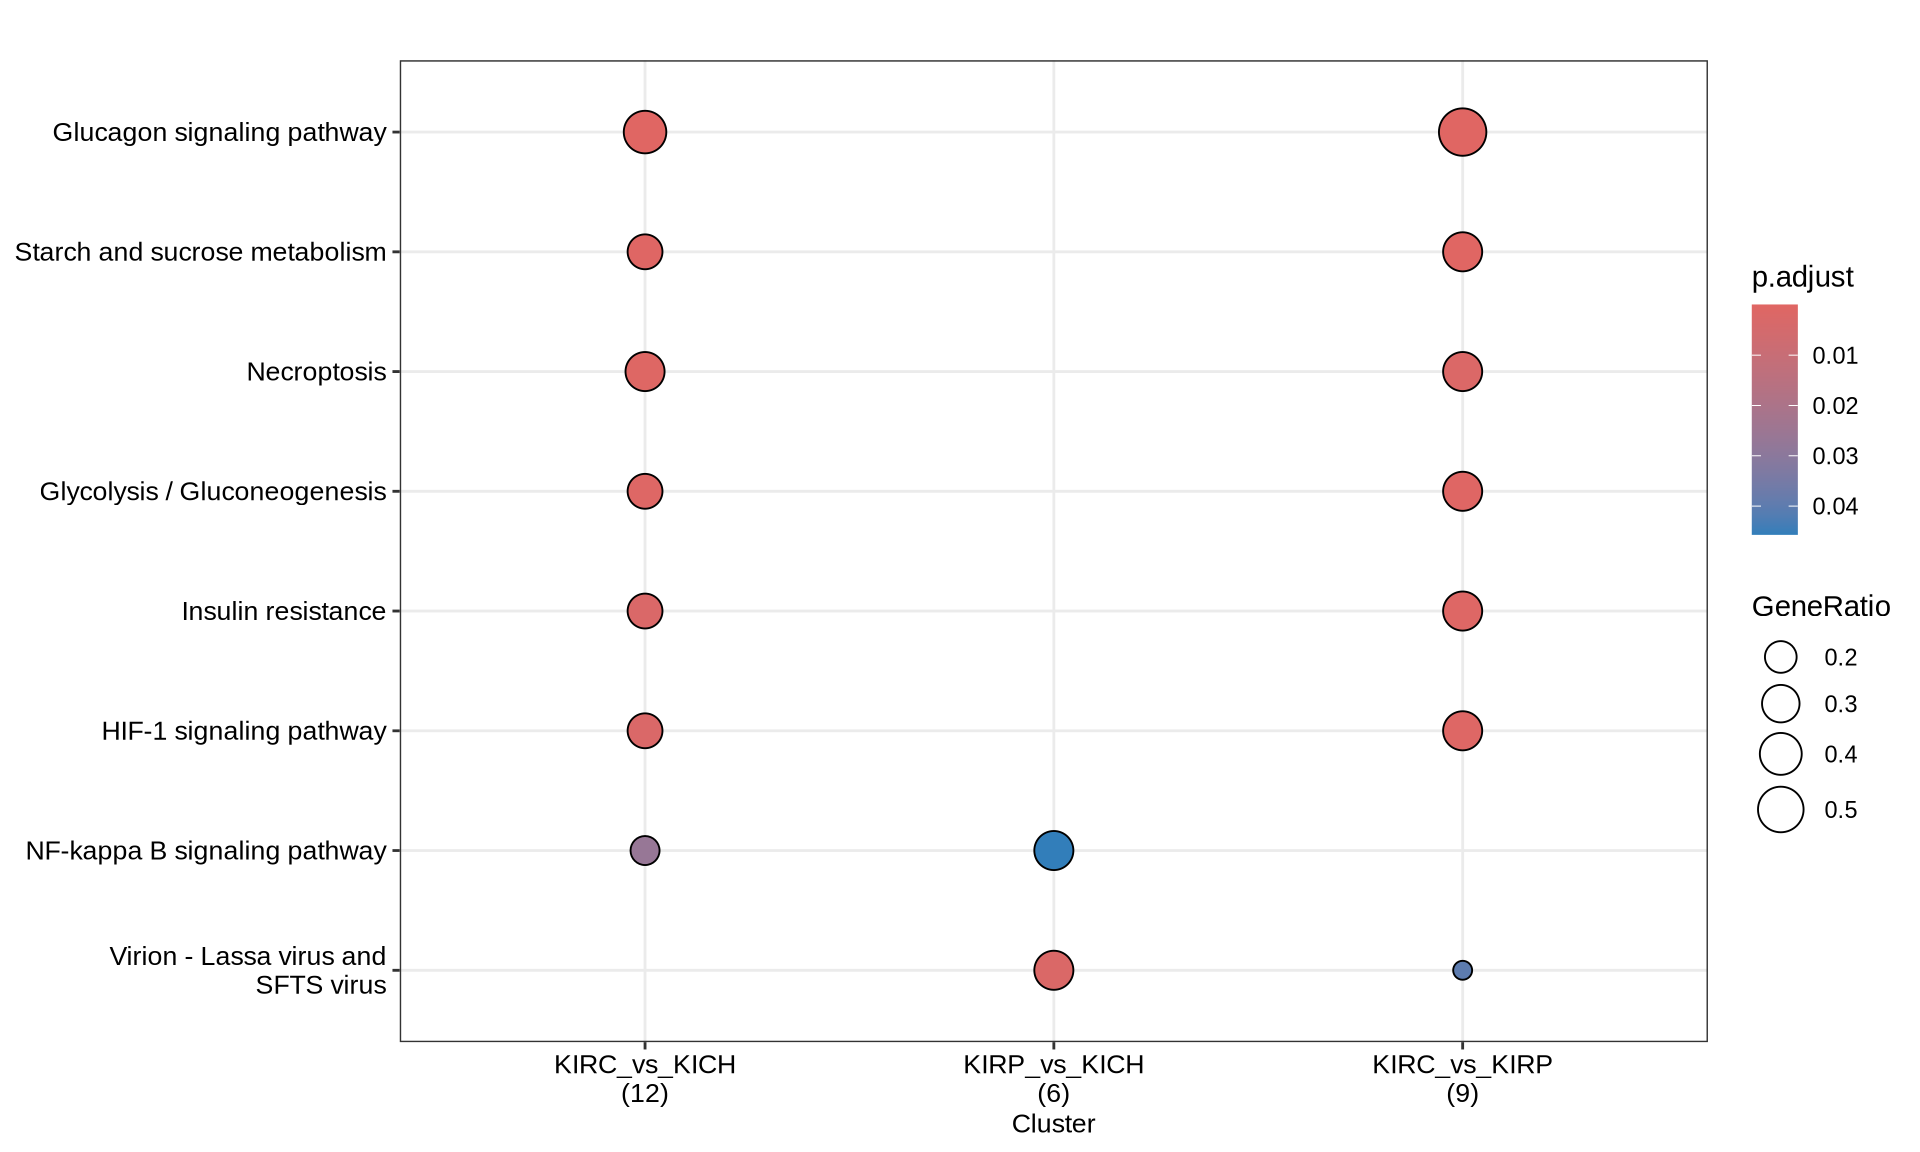 Glucagon signaling pathway
Starch and sucrose metabolism
Necroptosis
Glycolysis / Gluconeogenesis
Insulin resistance
HIF-1 signaling pathway
NF-kappa B signaling pathway
Virion - Lassa virus and
SFTS virus
KIRC_vs_KICH
(12)
KIRP_vs_KICH
(6)
KIRC_vs_KIRP
(9)
Cluster
p.adjust
0.01
0.02
0.03
0.04
GeneRatio
0.2
0.3
0.4
0.5